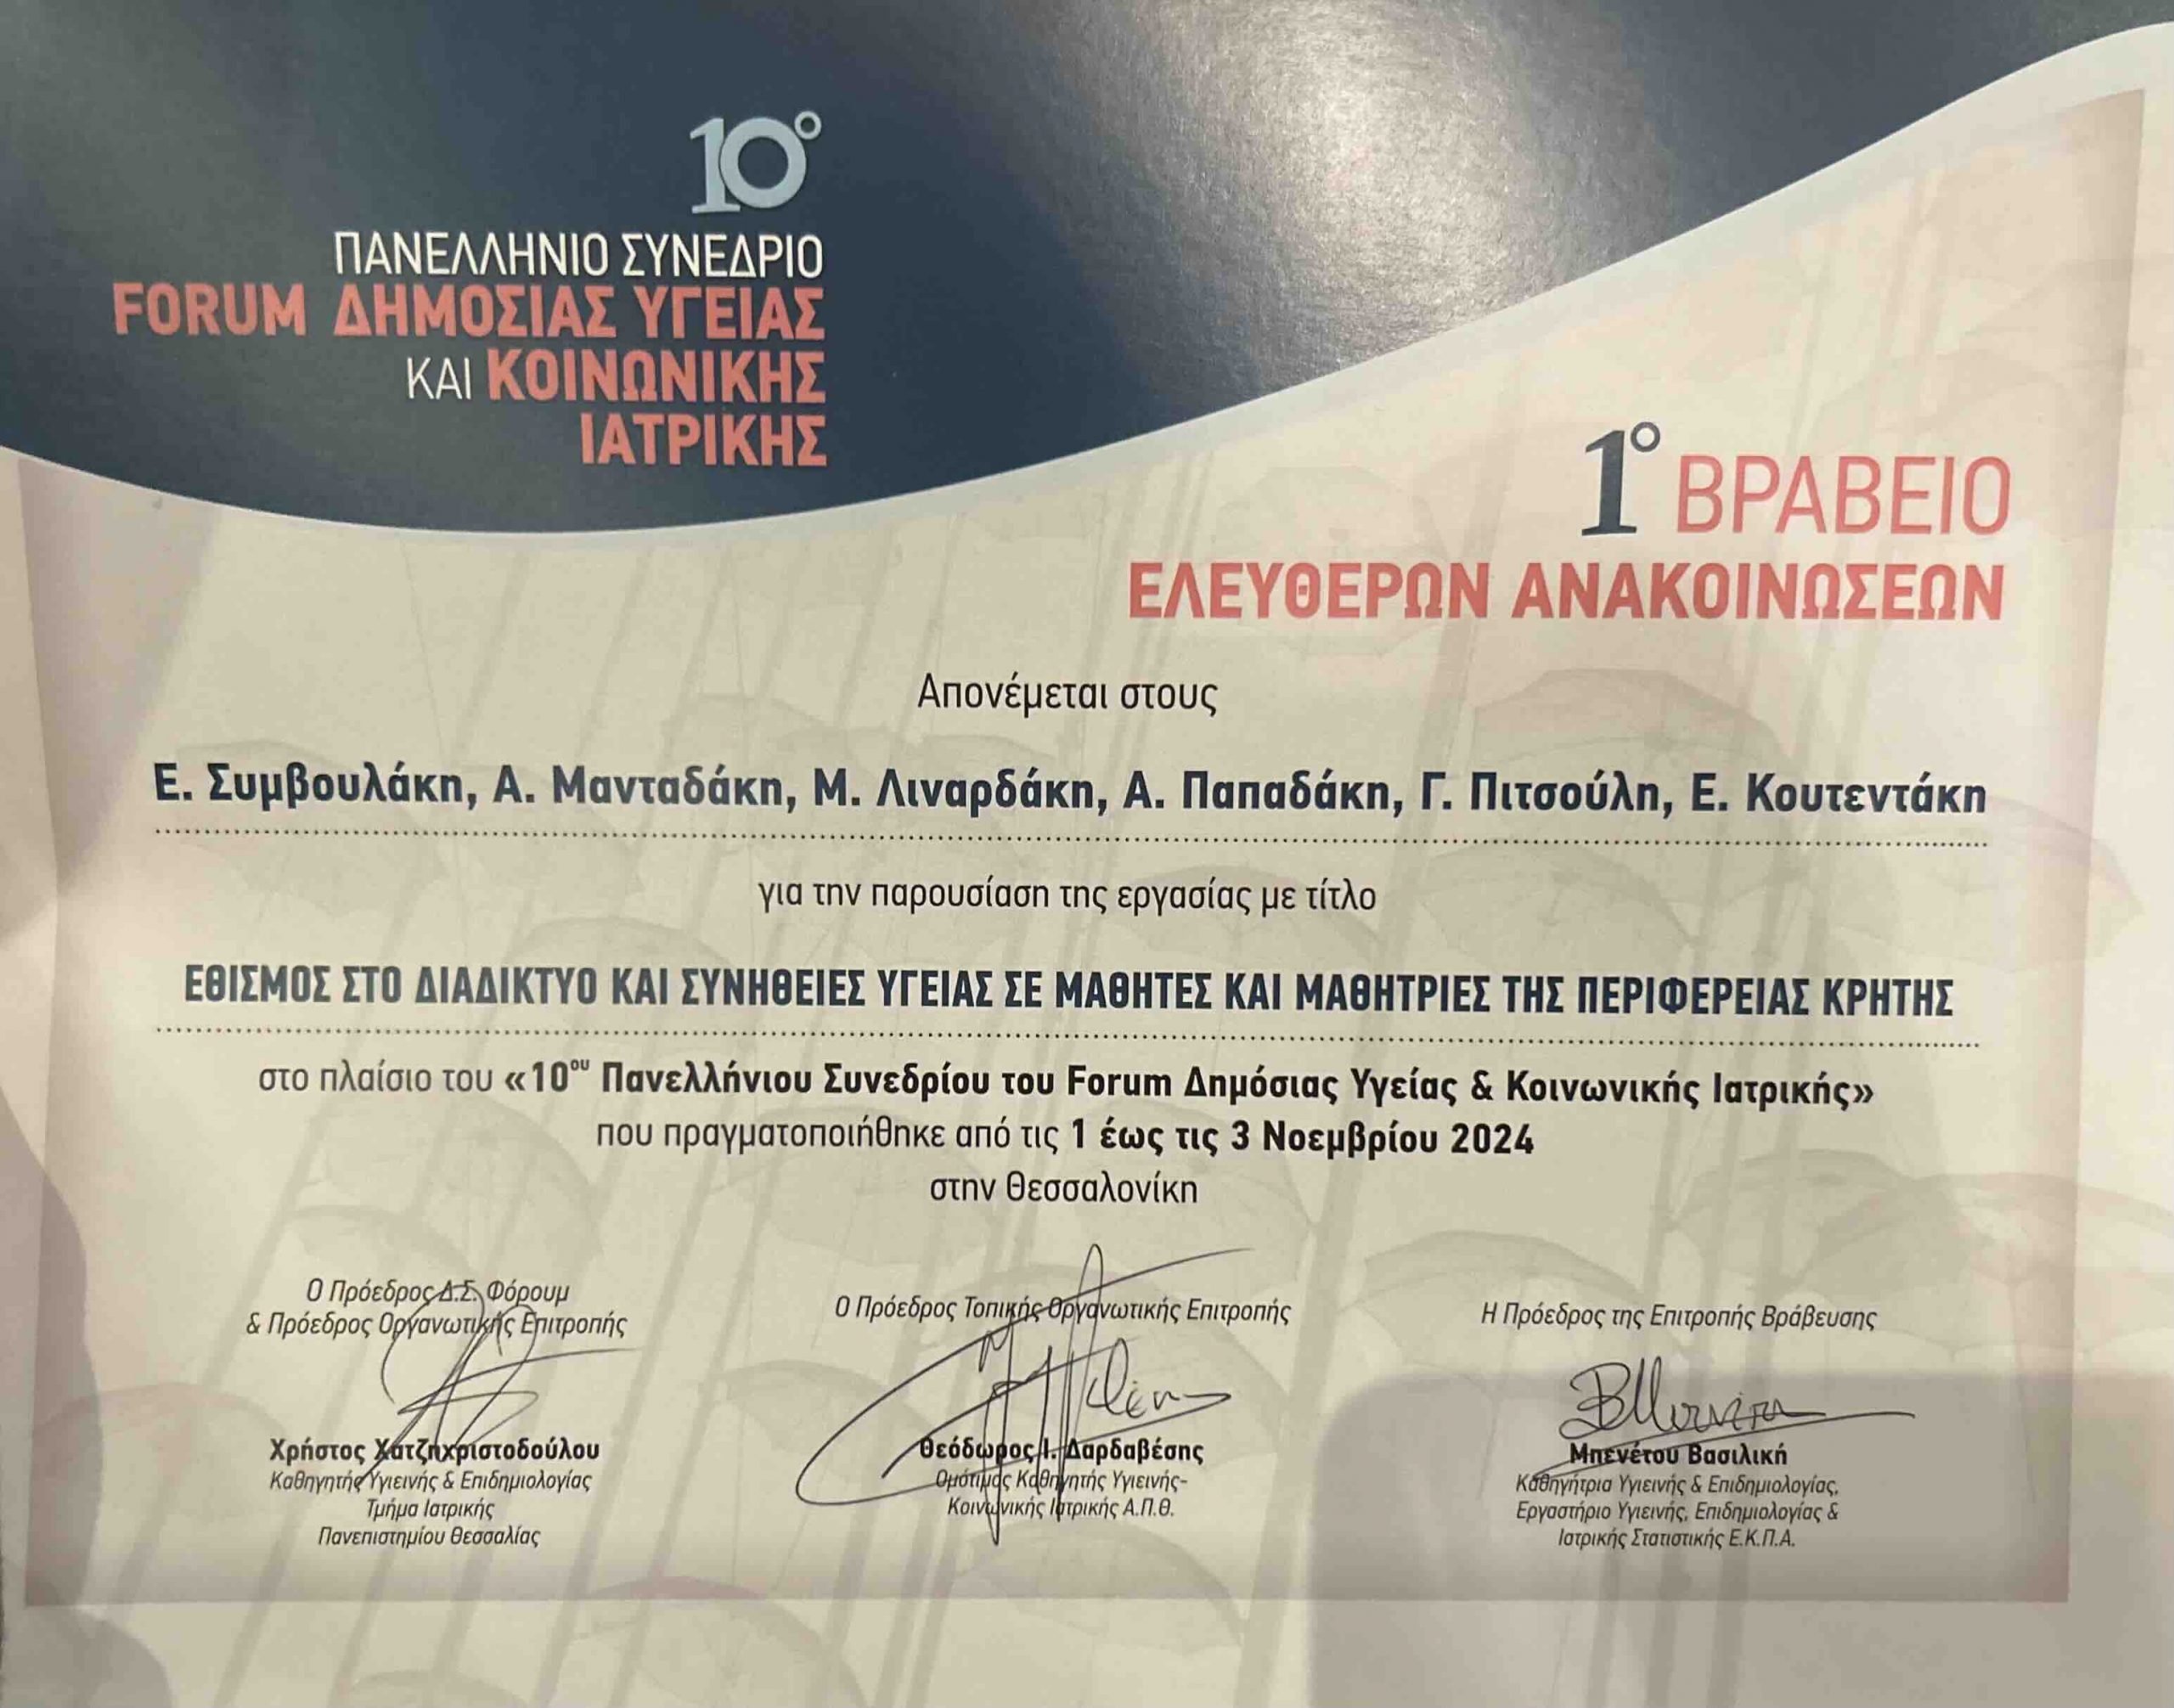 10°
ΠΑΝΕΛΛΗΝΙΟ ΣΥΝΕΔΡΙΟ
FORUM ΔΗΜΟΣΙΑΣ ΥΓΕΙΑΣ
ΚΑΙ ΚΟΙΝΩΝΙΚΗΣ
ΙΑΤΡΙΚΗΣ
1° ΒΡΑΒΕΙΟ
ΕΛΕΥΘΕΡΩΝ ΑΝΑΚΟΙΝΩΣΕΩΝ
Απονέμεται στους
Ε. Συμβουλάκη, Α. Μανταδάκη, Μ. Λιναρδάκη, Α. Παπαδάκη, Γ. Πιτσούλη, Ε. Κουτεντάκη
για την παρουσίαση της εργασίας με τίτλο
ΕΘΙΣΜΟΣ ΣΤΟ ΔΙΑΔΙΚΤΥΟ ΚΑΙ ΣΥΝΗΘΕΙΕΣ ΥΓΕΙΑΣ ΣΕ ΜΑΘΗΤΕΣ ΚΑΙ ΜΑΘΗΤΡΙΕΣ ΤΗΣ ΠΕΡΙΦΕΡΕΙΑΣ ΚΡΗΤΗΣ
στο πλαίσιο του «10ου Πανελλήνιου Συνεδρίου του Forum Δημόσιας Υγείας & Κοινωνικής Ιατρικής»
που πραγματοποιήθηκε από τις 1 έως τις 3 Νοεμβρίου 2024
στην Θεσσαλονίκη
Ο Πρόεδρος Δ.Σ. Φόρουμ
& Πρόεδρος Οργανωτικής Επιτροπής
Χρήστος Χατζηχριστοδούλου
Καθηγητής Υγιεινής & Επιδημιολογίας
Τμήμα Ιατρικής
Πανεπιστημίου Θεσσαλίας
Ο Πρόεδρος Τοπικής Οργανωτικής Επιτροπής
Θεόδωρος Ι. Δαρδαβέσης
Ομότιμος Καθηγητής Υγιεινής-
Κοινωνικής Ιατρικής Α.Π.Θ.
Η Πρόεδρος της Επιτροπής Βράβευσης
Μπενέτου Βασιλική
Καθηγήτρια Υγιεινής & Επιδημιολογίας,
Εργαστήριο Υγιεινής, Επιδημιολογίας &
Ιατρικής Στατιστικής Ε.Κ.Π.Α.